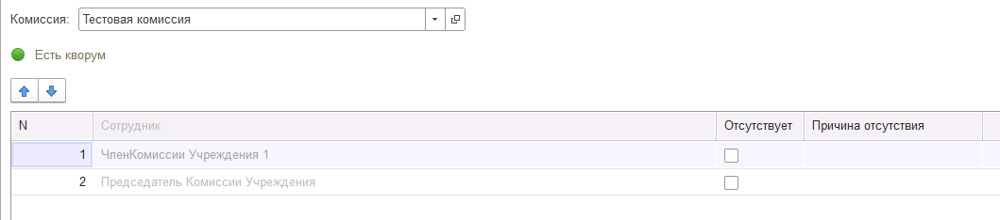 Комиссия: Тестовая комиссия
Есть кворум
N Сотрудник Отсутствует Причина отсутствия
1 ЧленКомиссии Учреждения 1
2 Председатель Комиссии Учреждения